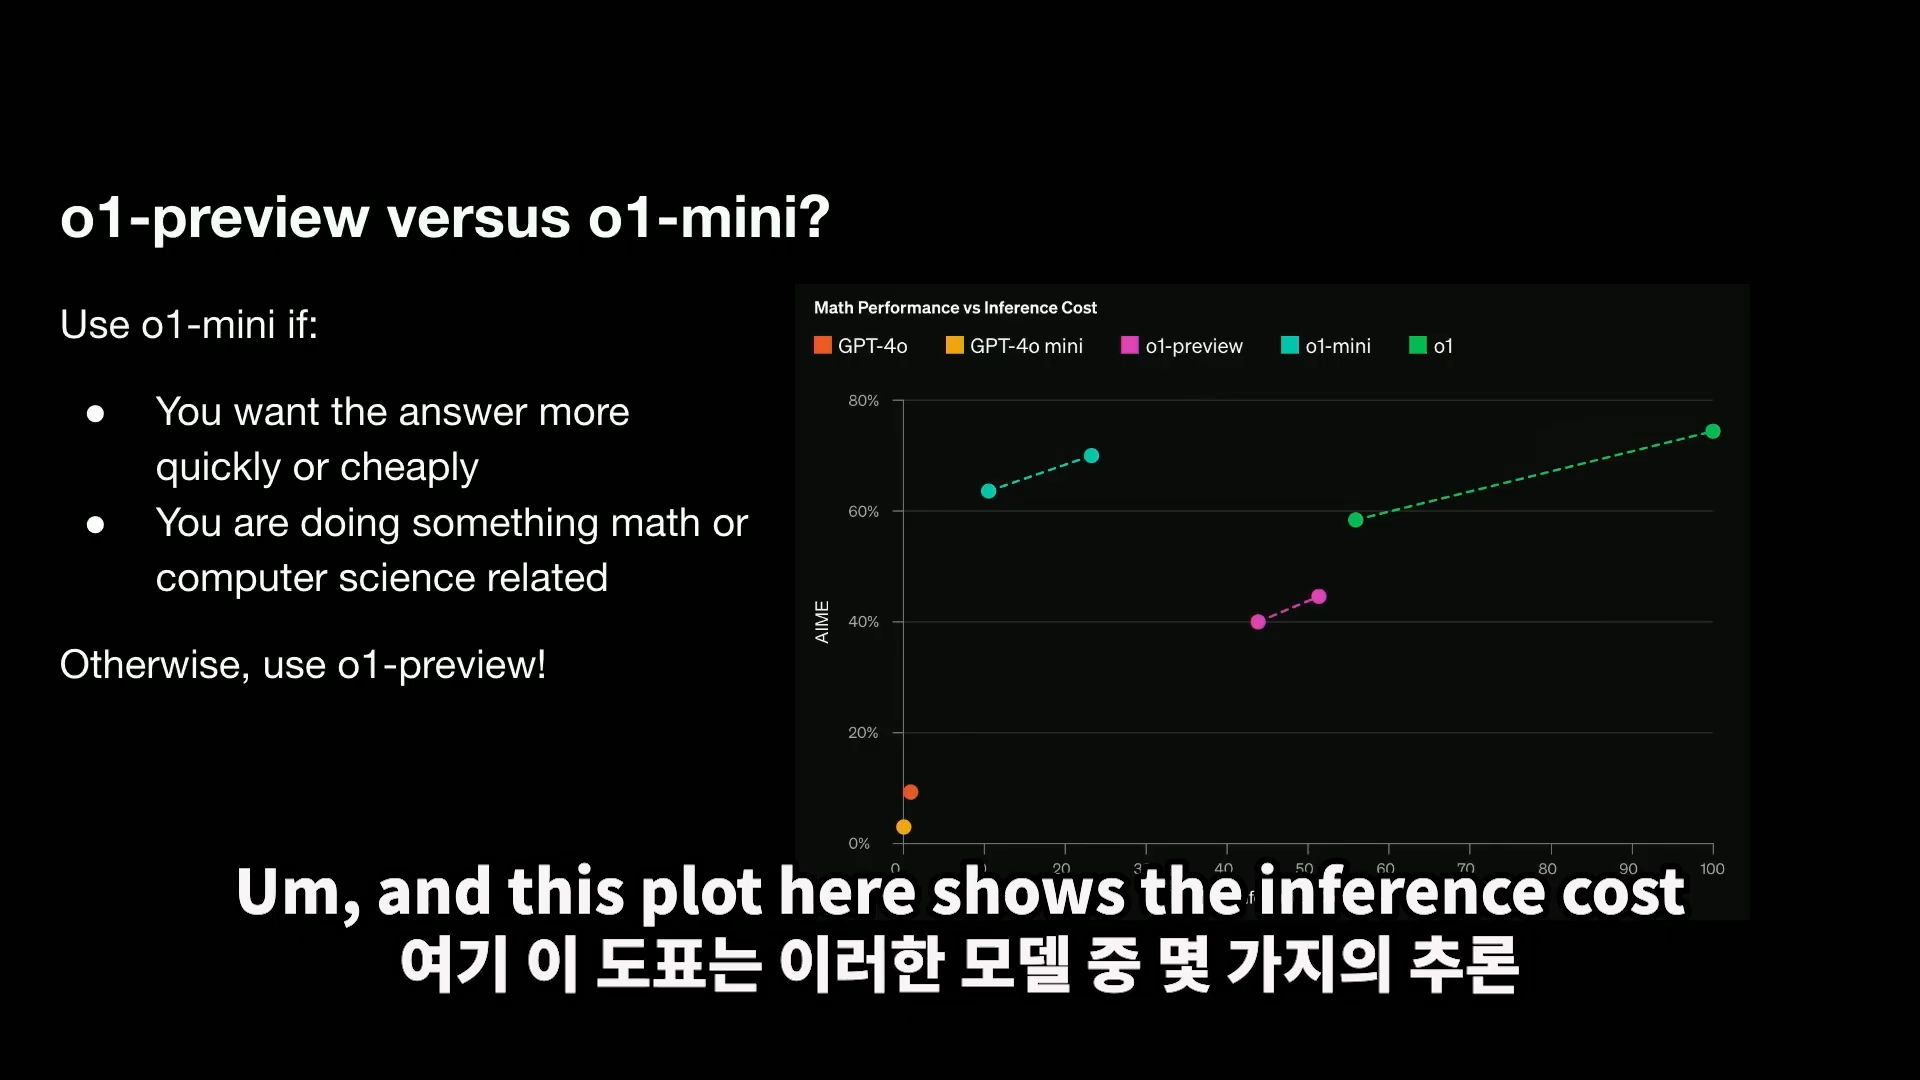 o1-preview versus o1-mini?
Use o1-mini if:
● You want the answer more
quickly or cheaply
● You are doing something math or
computer science related
Otherwise, use o1-preview!
Math Performance vs Inference Cost
GPT-4o GPT-4o mini o1-preview o1-mini o1
80%
60%
40%
20%
0%
AIME
0 20 40 50 60 70 80 90 100
Um, and this plot here shows the inference cost
여기 이 도표는 이러한 모델 중 몇 가지의 추론